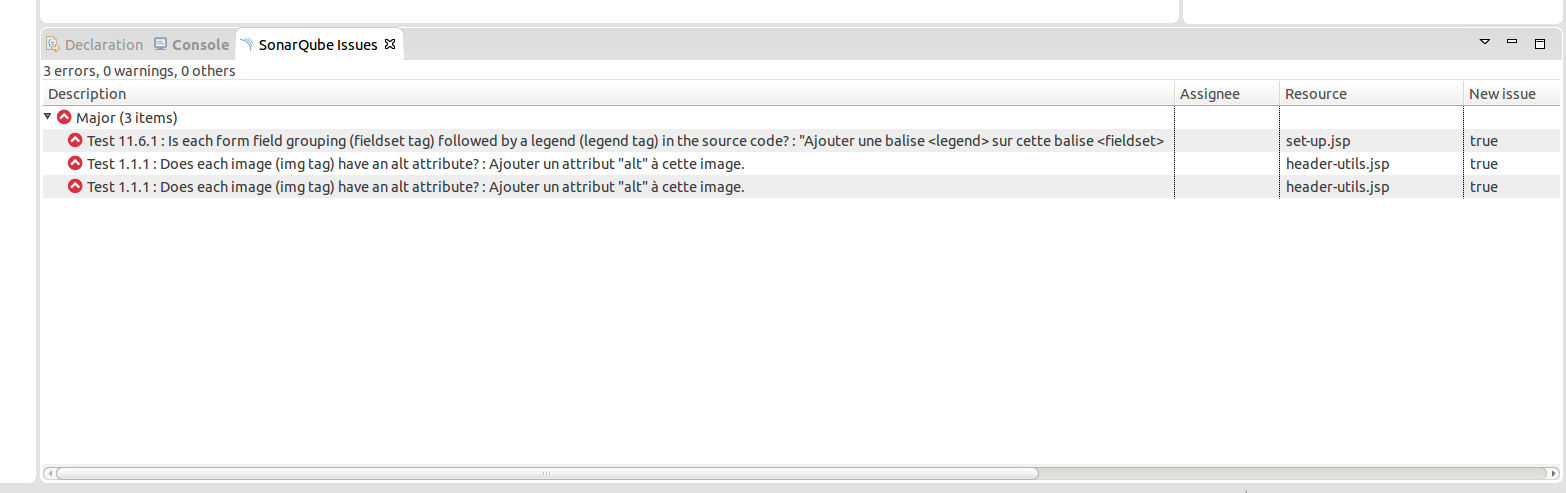 Declaration Console SonarQube Issues
3 errors, 0 warnings, 0 others
Description Assignee Resource New issue
Major (3 items)
Test 11.6.1 : Is each form field grouping (fieldset tag) followed by a legend (legend tag) in the source code? : "Ajouter une balise <legend> sur cette balise <fieldset> set-up.jsp true
Test 1.1.1 : Does each image (img tag) have an alt attribute? : Ajouter un attribut "alt" à cette image. header-utils.jsp true
Test 1.1.1 : Does each image (img tag) have an alt attribute? : Ajouter un attribut "alt" à cette image. header-utils.jsp true